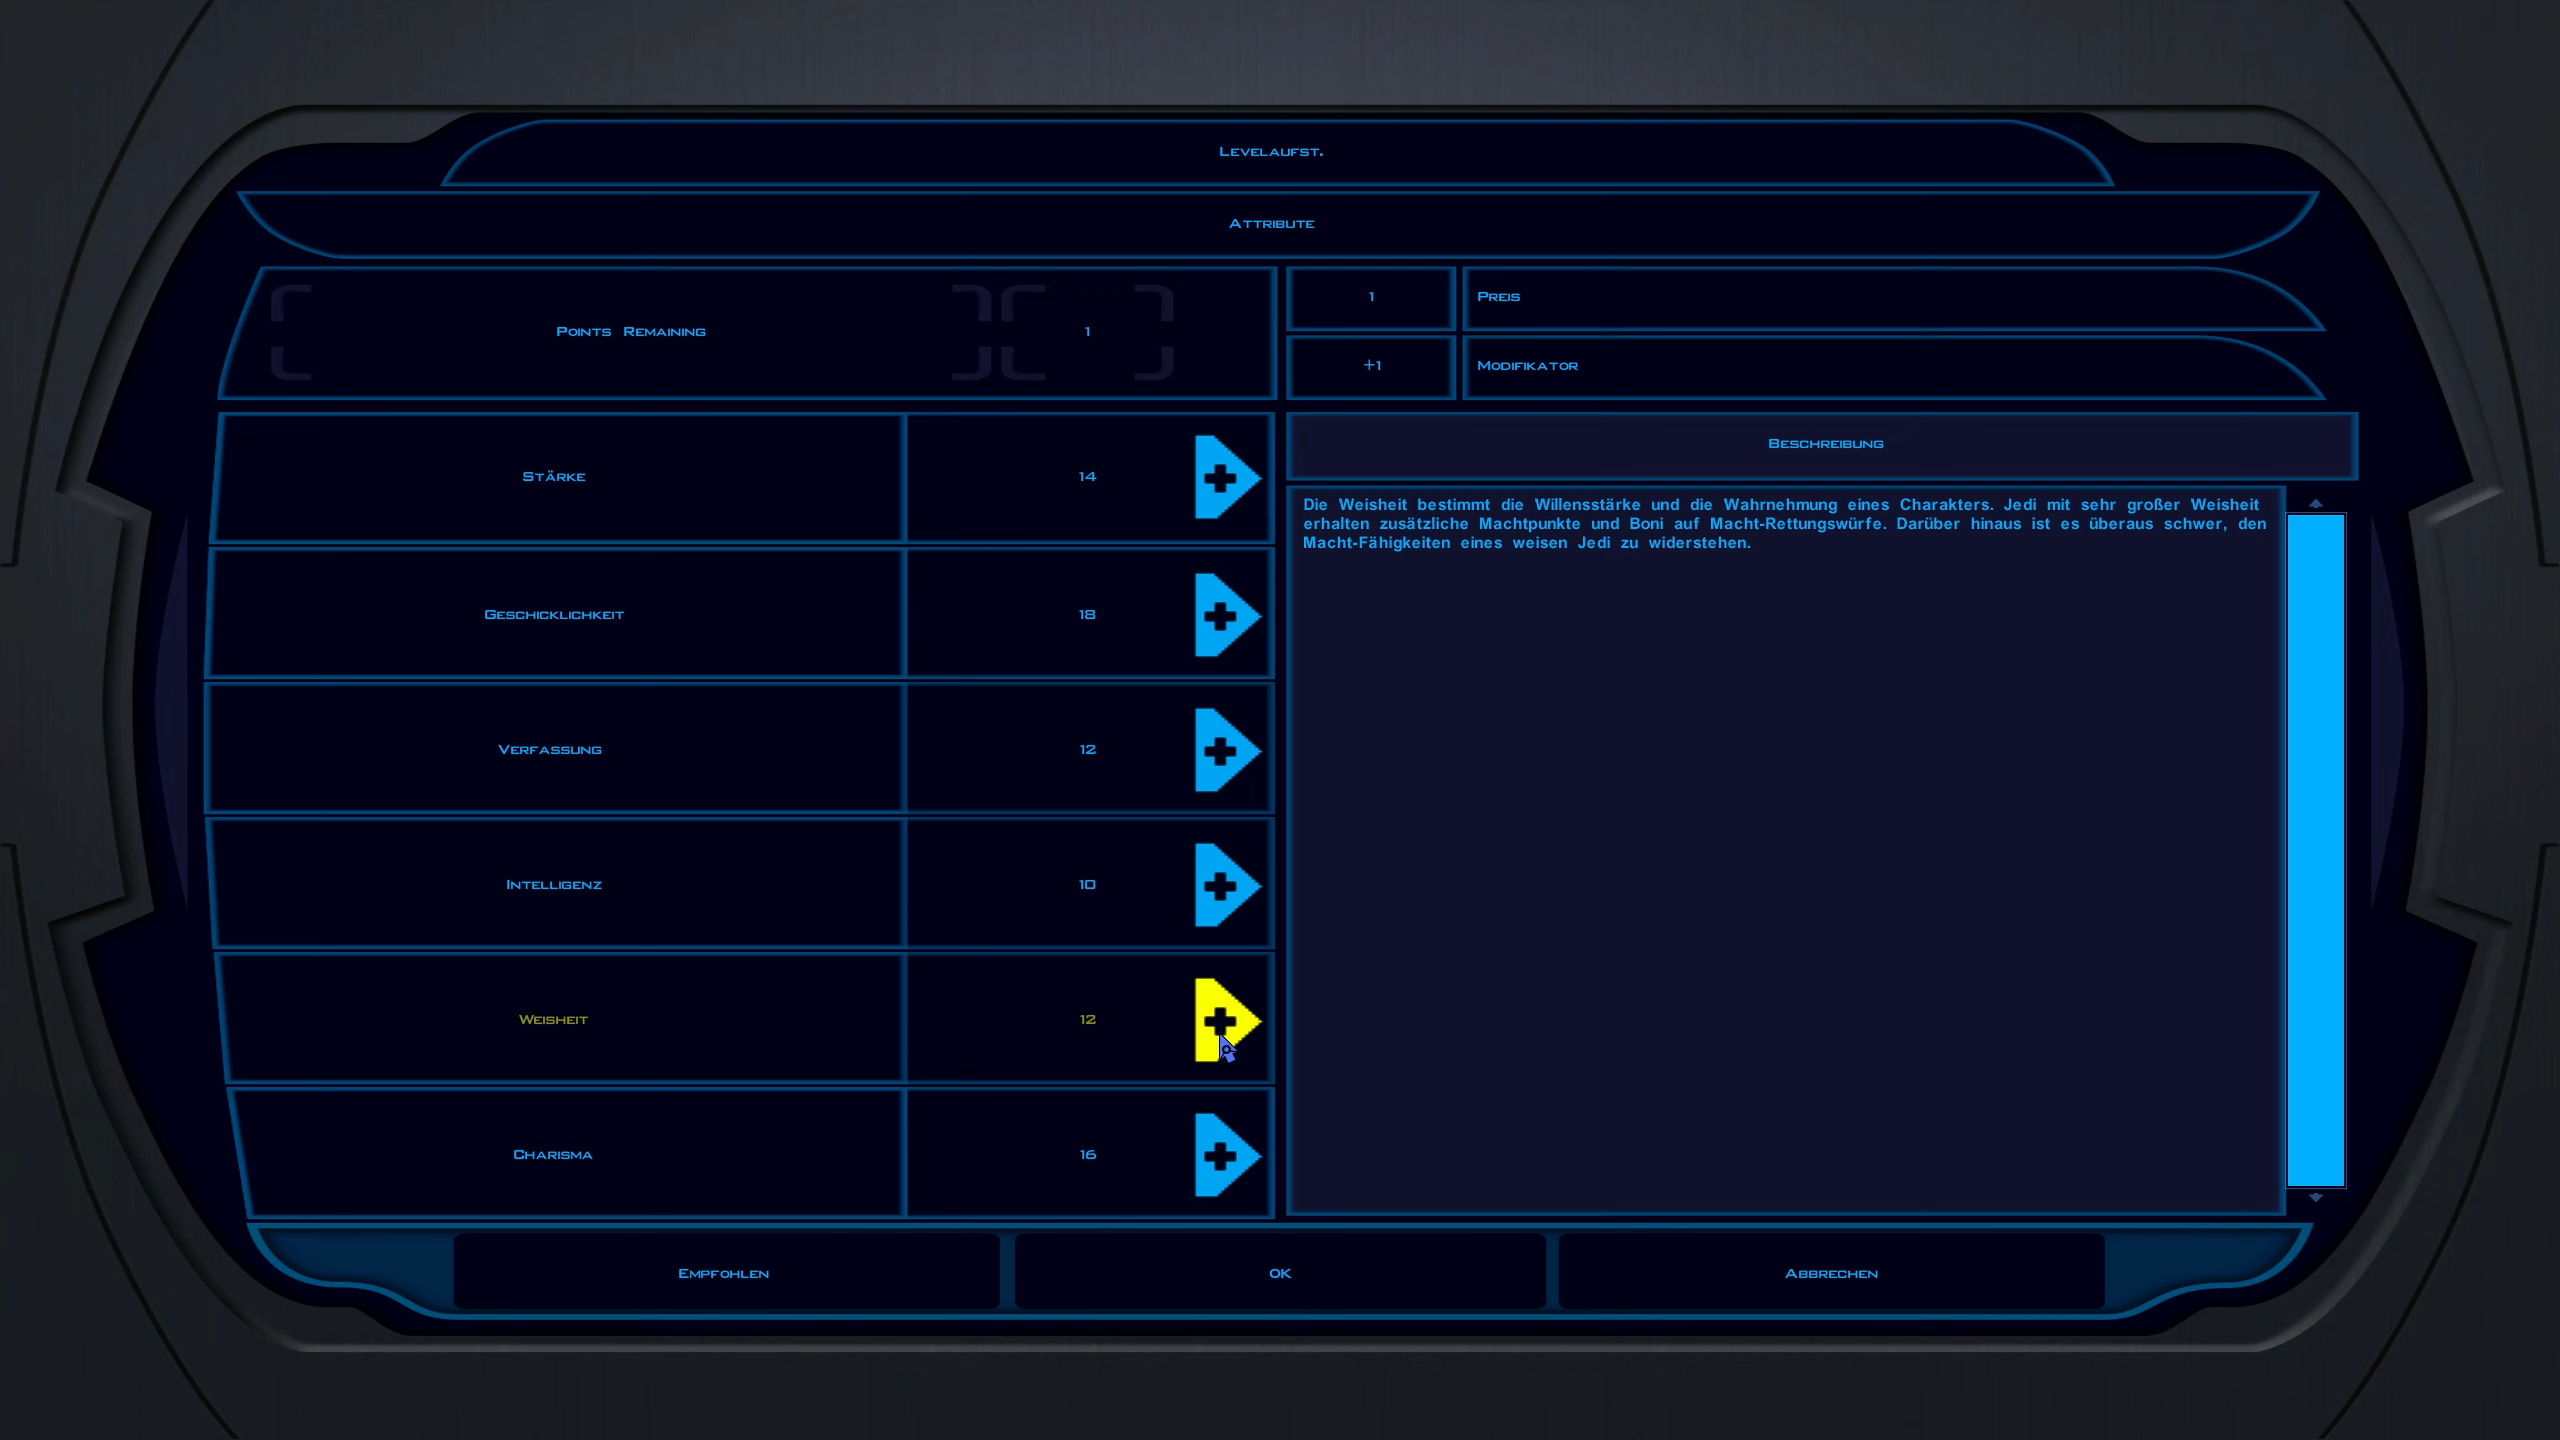 Levelaufst.
Attribute
Points Remaining 1
1 Preis
+1 Modifikator
Stärke 14
Geschicklichkeit 18
Verfassung 12
Intelligenz 10
Weisheit 12
Charisma 16
Beschreibung
Die Weisheit bestimmt die Willensstärke und die Wahrnehmung eines Charakters. Jedi mit sehr großer Weisheit
erhalten zusätzliche Machtpunkte und Boni auf Macht-Rettungswürfe. Darüber hinaus ist es überaus schwer, den
Macht-Fähigkeiten eines weisen Jedi zu widerstehen.
Empfohlen
OK
Abbrechen